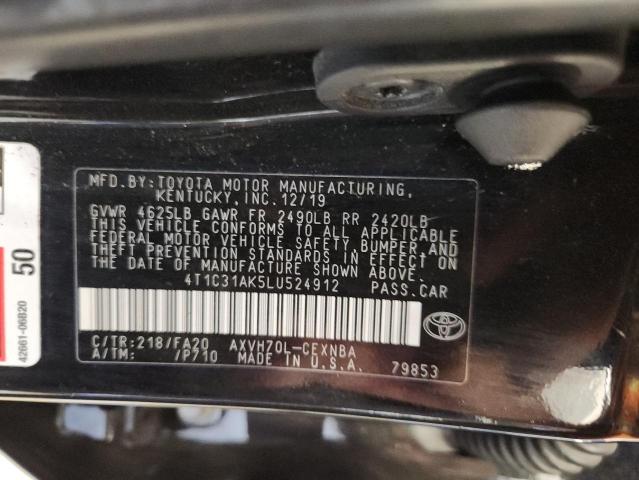 MFD.BY:TOYOTA MOTOR MANUFACTURING,
KENTUCKY, INC.12/19
GVWR 4625LB GAWR FR 2490LB RR 2420LB
THIS VEHICLE CONFORMS TO ALL APPLICABLE
FEDERAL MOTOR VEHICLE SAFETY, BUMPER AND
THEFT PREVENTION STANDARDS IN EFFECT ON
THE DATE OF MANUFACTURE SHOWN ABOVE.
4T1C31AK5LU524912 PASS.CAR
C/TR:218/FA20 AXVH70L-CEXNBA
A/TM: /P710 MADE IN U.S.A. 79853
50
42661-06B20